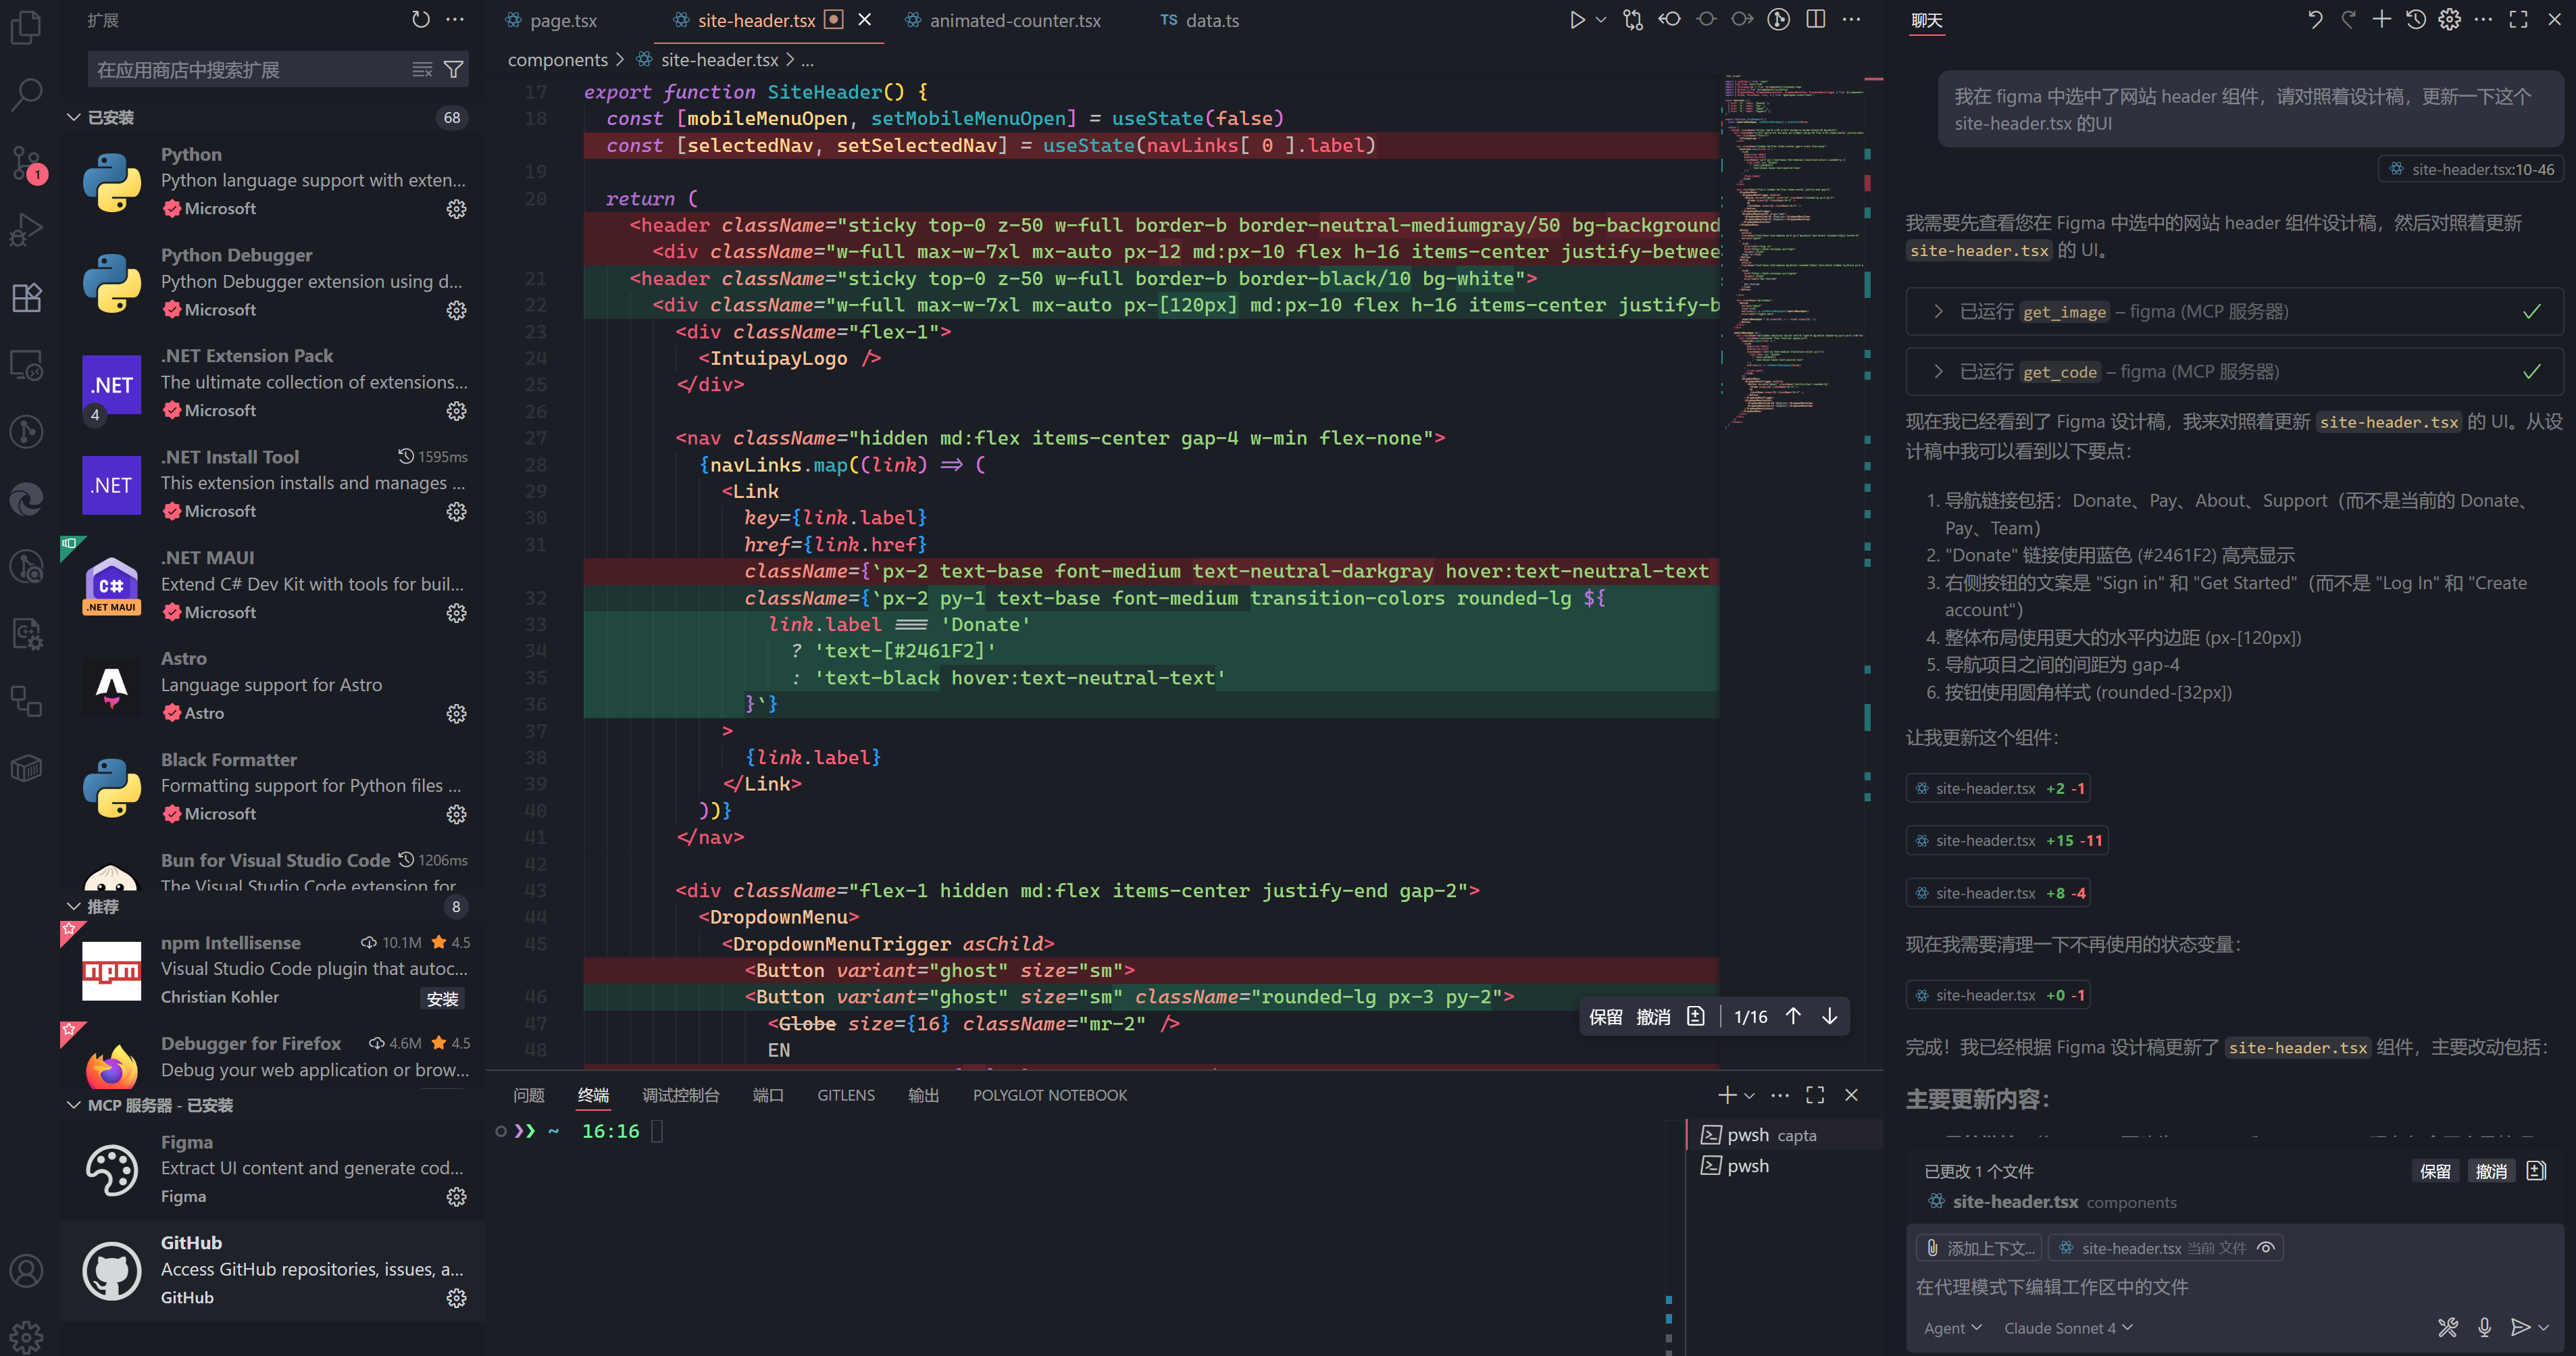 扩展
在应用商店中搜索扩展
已安装
68
1
Python
Python language support with exten...
Microsoft
Python Debugger
Python Debugger extension using d...
Microsoft
.NET
4
.NET Extension Pack
The ultimate collection of extensions...
Microsoft
.NET
.NET Install Tool
1595ms
This extension installs and manages ...
Microsoft
C#
.NET MAUI
.NET MAUI
Extend C# Dev Kit with tools for buil...
Microsoft
Astro
Language support for Astro
Astro
Black Formatter
Formatting support for Python files ...
Microsoft
Bun for Visual Studio Code
1206ms
The Visual Studio Code extension for
推荐
8
npm
npm Intellisense
10.1M
4.5
Visual Studio Code plugin that autoc...
Christian Kohler
安装
Debugger for Firefox
4.6M
4.5
Debug your web application or brow...
MCP 服务器 - 已安装
Figma
Extract UI content and generate cod...
Figma
GitHub
Access GitHub repositories, issues, a...
GitHub
page.tsx
site-header.tsx
animated-counter.tsx
TS data.ts
components > site-header.tsx > ...
17 export function SiteHeader() {
18 const [mobileMenuOpen, setMobileMenuOpen] = useState(false)
const [selectedNav, setSelectedNav] = useState(navLinks[ 0 ].label)
19
20 return (
<header className="sticky top-0 z-50 w-full border-b border-neutral-mediumgray/50 bg-background
<div className="w-full max-w-7xl mx-auto px-12 md:px-10 flex h-16 items-center justify-betwee
21 <header className="sticky top-0 z-50 w-full border-b border-black/10 bg-white">
22 <div className="w-full max-w-7xl mx-auto px-[120px] md:px-10 flex h-16 items-center justify-b
23 <div className="flex-1">
24 <IntuipayLogo />
25 </div>
26
27 <nav className="hidden md:flex items-center gap-4 w-min flex-none">
28 {navLinks.map((link) => (
29 <Link
30 key={link.label}
31 href={link.href}
className={`px-2 text-base font-medium text-neutral-darkgray hover:text-neutral-text
32 className={`px-2 py-1 text-base font-medium transition-colors rounded-lg ${
33 link.label === 'Donate'
34 ? 'text-[#2461F2]'
35 : 'text-black hover:text-neutral-text'
36 }`}
37 >
38 {link.label}
39 </Link>
40 ))}
41 </nav>
42
43 <div className="flex-1 hidden md:flex items-center justify-end gap-2">
44 <DropdownMenu>
45 <DropdownMenuTrigger asChild>
<Button variant="ghost" size="sm">
46 <Button variant="ghost" size="sm" className="rounded-lg px-3 py-2">
47 <Globe size={16} className="mr-2" />
48 EN
保留 撤消 1/16
问题 终端 调试控制台 端口 GITLENS 输出 POLYGLOT NOTEBOOK
~ 16:16
pwsh capta
pwsh
聊天
我在 figma 中选中了网站 header 组件，请对照着设计稿，更新一下这个
site-header.tsx 的UI
site-header.tsx:10-46
我需要先查看您在 Figma 中选中的网站 header 组件设计稿，然后对照着更新
site-header.tsx 的 UI。
已运行 get_image – figma (MCP 服务器)
已运行 get_code – figma (MCP 服务器)
现在我已经看到了 Figma 设计稿，我来对照着更新 site-header.tsx 的 UI。从设
计稿中我可以看到以下要点：
1. 导航链接包括：Donate、Pay、About、Support（而不是当前的 Donate、
Pay、Team）
2. "Donate" 链接使用蓝色 (#2461F2) 高亮显示
3. 右侧按钮的文案是 "Sign in" 和 "Get Started"（而不是 "Log In" 和 "Create
account"）
4. 整体布局使用更大的水平内边距 (px-[120px])
5. 导航项目之间的间距为 gap-4
6. 按钮使用圆角样式 (rounded-[32px])
让我更新这个组件：
site-header.tsx +2 -1
site-header.tsx +15 -11
site-header.tsx +8 -4
现在我需要清理一下不再使用的状态变量：
site-header.tsx +0 -1
完成！我已经根据 Figma 设计稿更新了 site-header.tsx 组件，主要改动包括：
主要更新内容：
已更改 1 个文件
保留 撤消
site-header.tsx components
添加上下文...
site-header.tsx 当前 文件
在代理模式下编辑工作区中的文件
Agent
Claude Sonnet 4